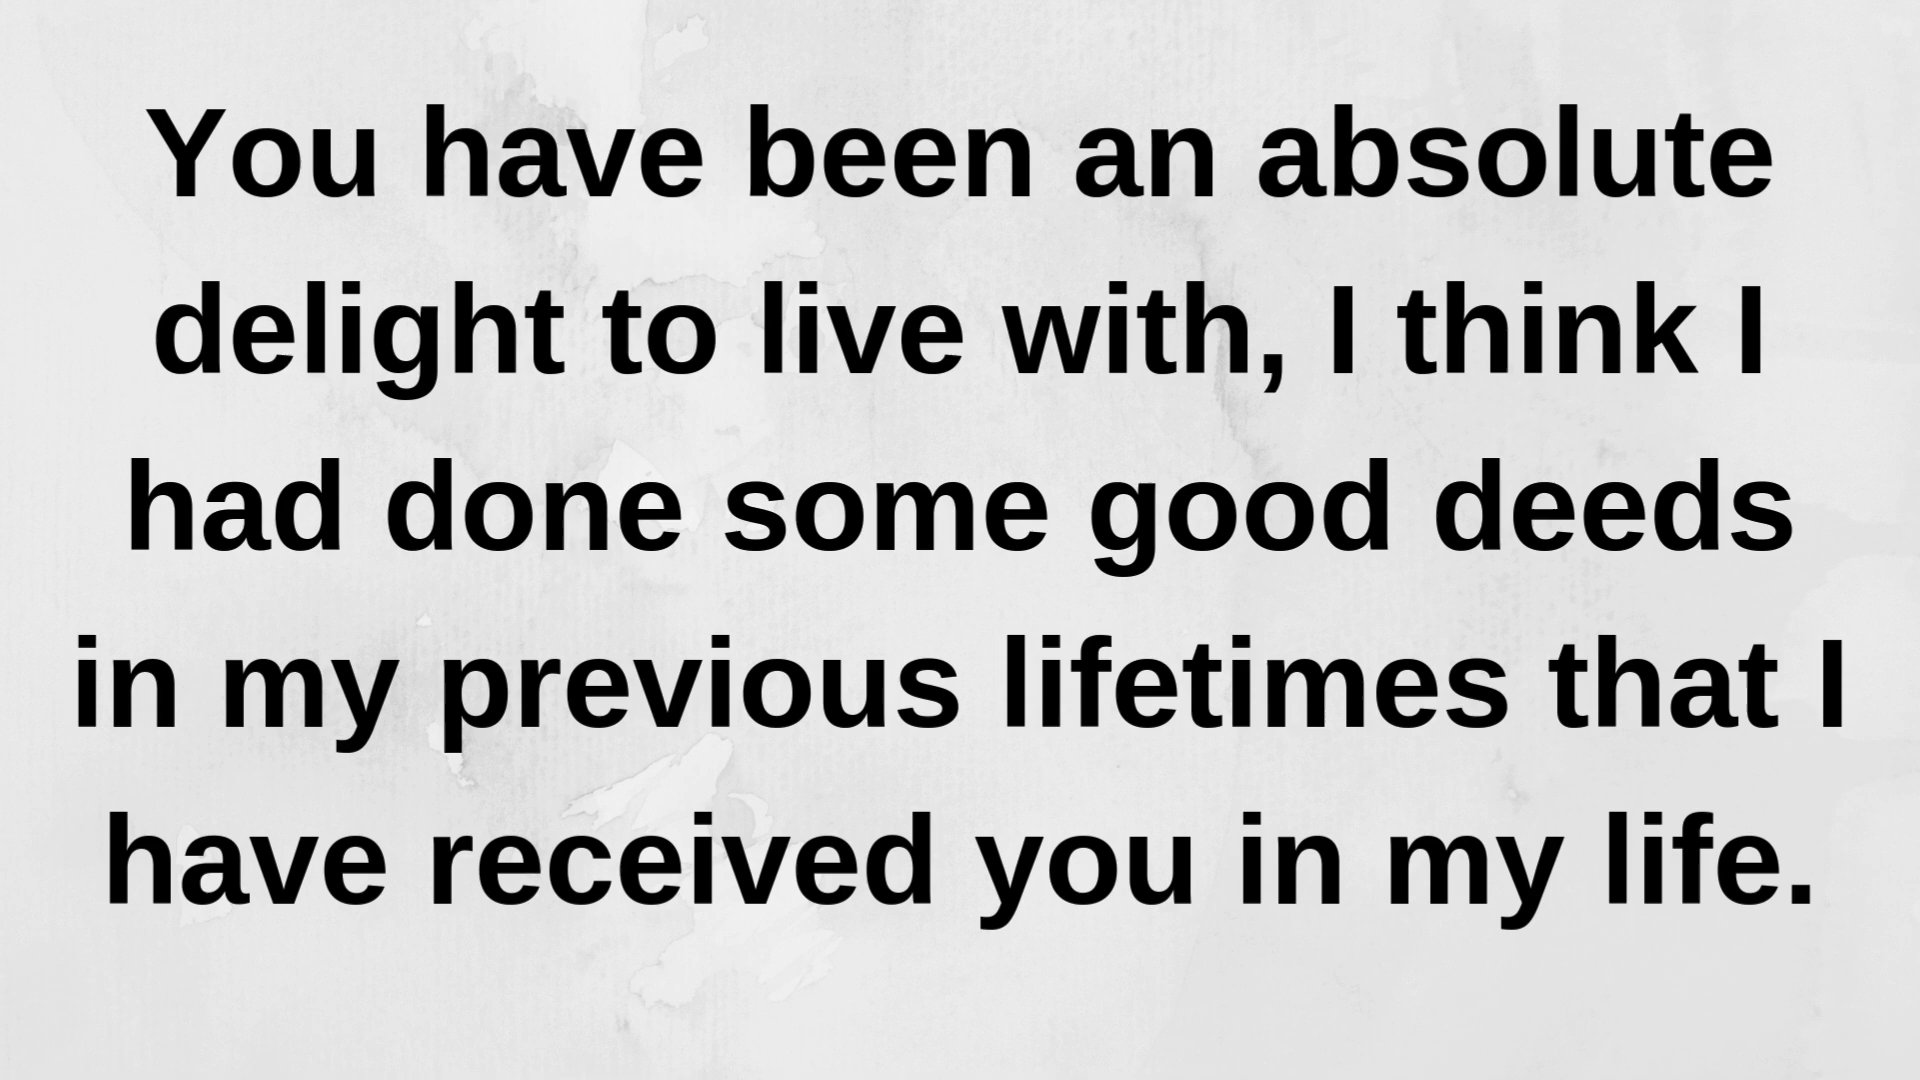 You have been an absolute
delight to live with, I think I
had done some good deeds
in my previous lifetimes that I
have received you in my life.